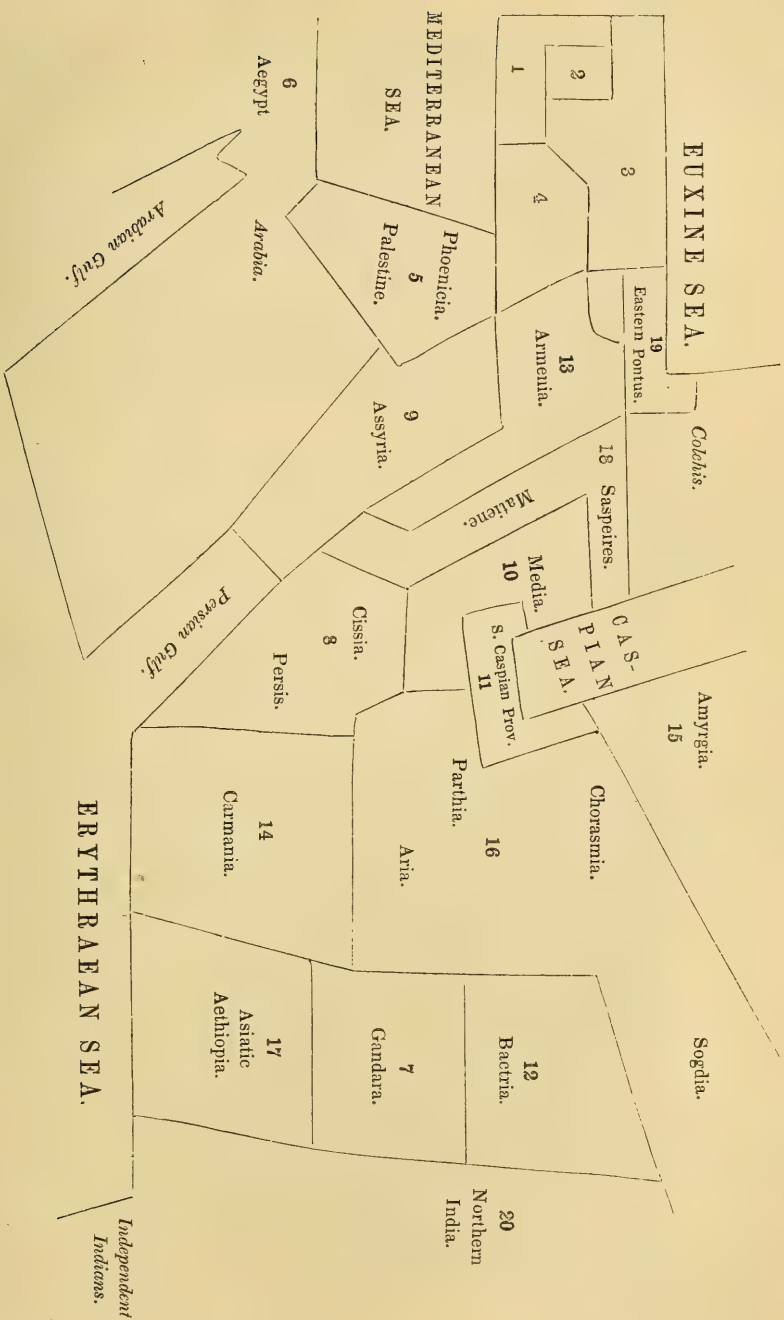 EUXINE SEA.
MEDITERRANEAN
SEA.
1
2
3
4
Phoenicia.
5
Palestine.
6
Aegypt
Arabian Gulf.
Arabia.
19
Eastern Pontus.
Colchis.
13
Armenia.
18 Saspeires.
Matiene.
9
Assyria.
CAS-
PIAN
SEA.
Media.
10
S. Caspian Prov.
11
Cissia.
8
Persis.
Persian Gulf.
Amyrgia.
15
Chorasmia.
16
Parthia.
Aria.
14
Carmania.
Sogdia.
12
Bactria.
7
Gandara.
17
Asiatic
Aethiopia.
20
Northern
India.
Independent
Indians.
ERYTHRAEAN SEA.